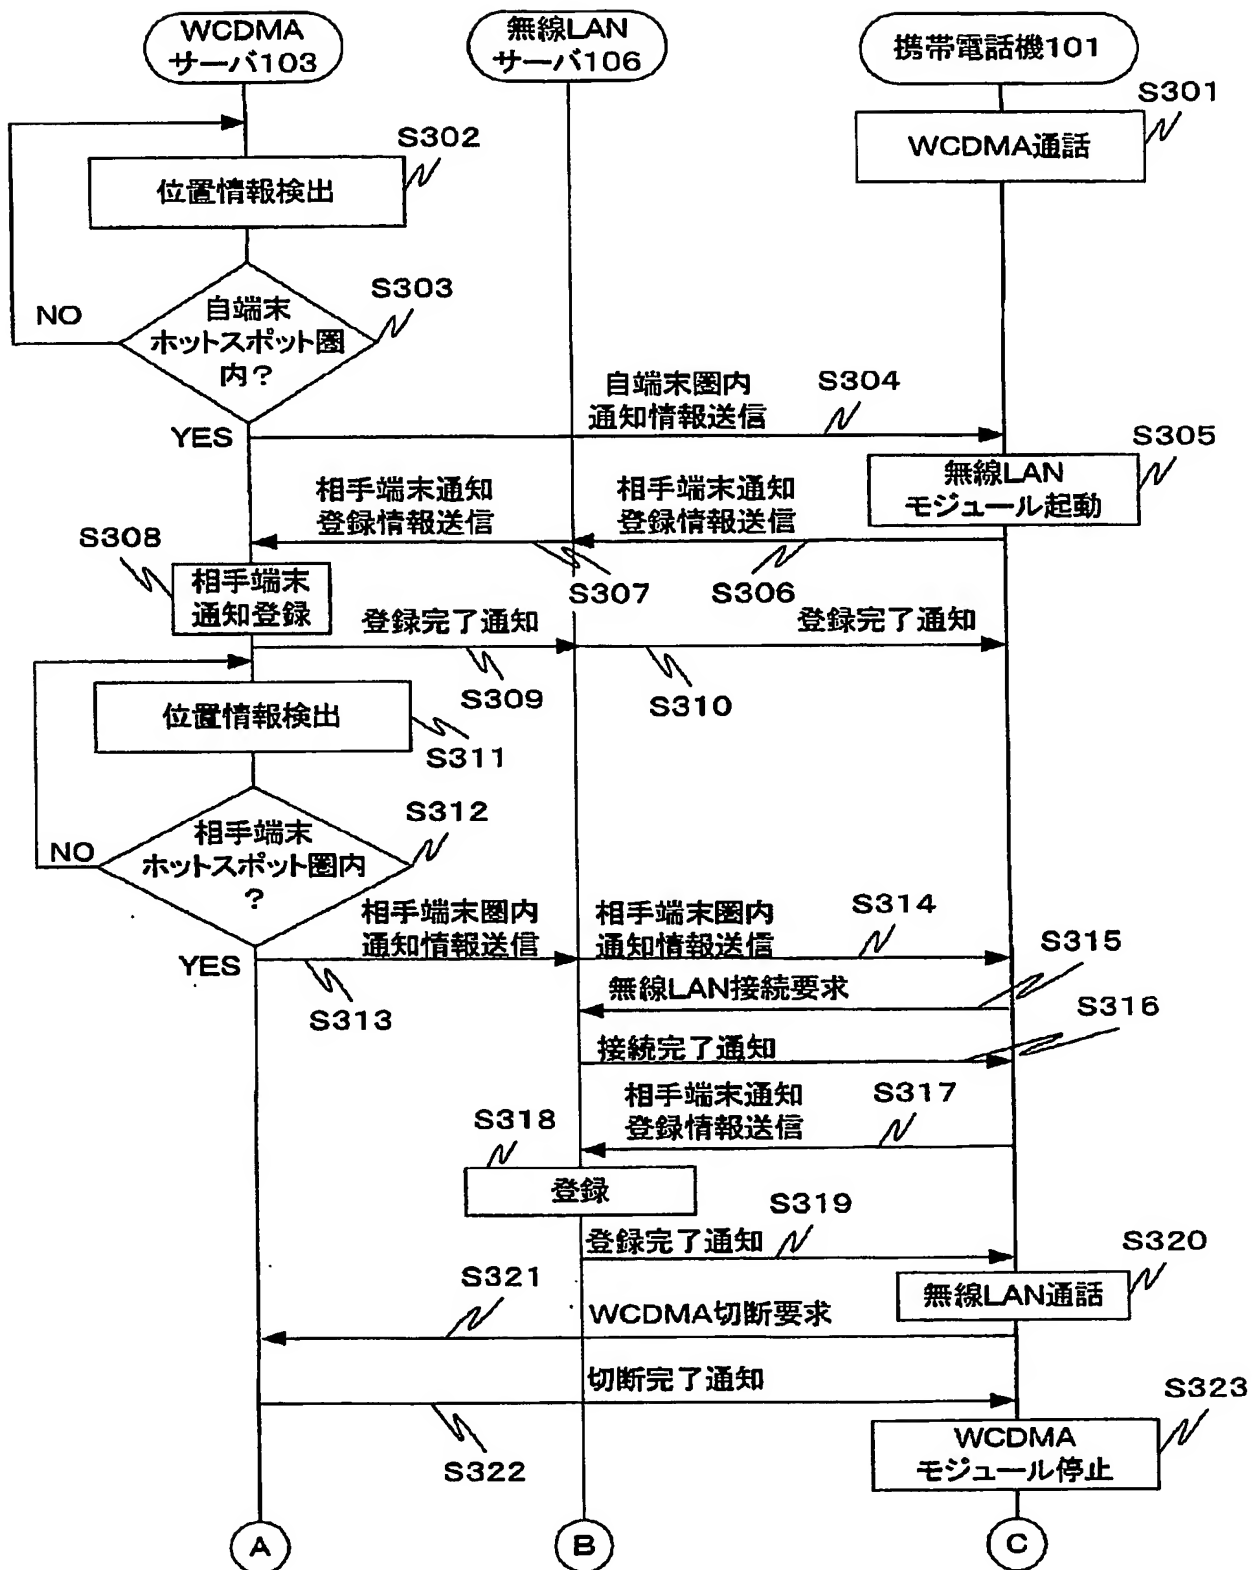 WCDMA
サーバ103
無線LAN
サーバ106
携帯電話機101
S301
WCDMA通話
S302
位置情報検出
S303
自端末
ホットスポット圏
内？
NO
YES
自端末圏内
通知情報送信
S304
S305
無線LAN
モジュール起動
相手端末通知
登録情報送信
相手端末通知
登録情報送信
S307
S306
S308
相手端末
通知登録
登録完了通知
登録完了通知
S309
S310
位置情報検出
S311
S312
相手端末
ホットスポット圏内
？
NO
YES
相手端末圏内
通知情報送信
相手端末圏内
通知情報送信
S314
S313
S315
無線LAN接続要求
S316
接続完了通知
相手端末通知
登録情報送信
S317
S318
登録
S319
登録完了通知
S320
無線LAN通話
S321
WCDMA切断要求
切断完了通知
S322
S323
WCDMA
モジュール停止
A
B
C